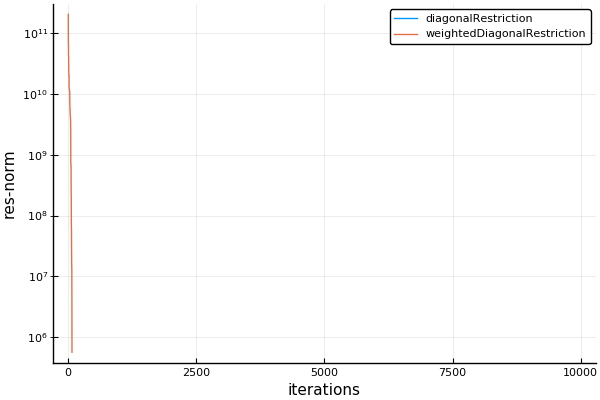 diagonalRestriction
weightedDiagonalRestriction
10¹¹
10¹⁰
10⁹
10⁸
10⁷
10⁶
res-norm
0 2500 5000 7500 10000
iterations